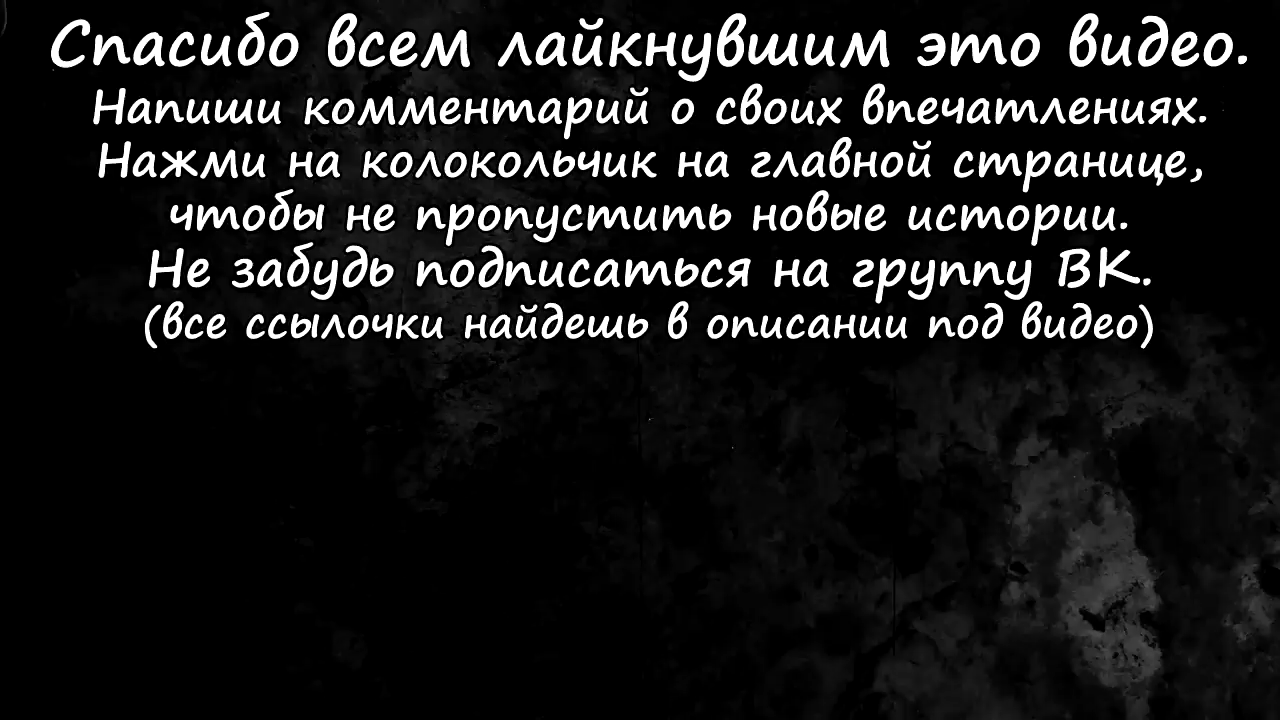 Спасибо всем лайкнувшим это видео.
Напиши комментарий о своих впечатлениях.
Нажми на колокольчик на главной странице,
чтобы не пропустить новые истории.
Не забудь подписаться на группу ВК.
(все ссылочки найдешь в описании под видео)